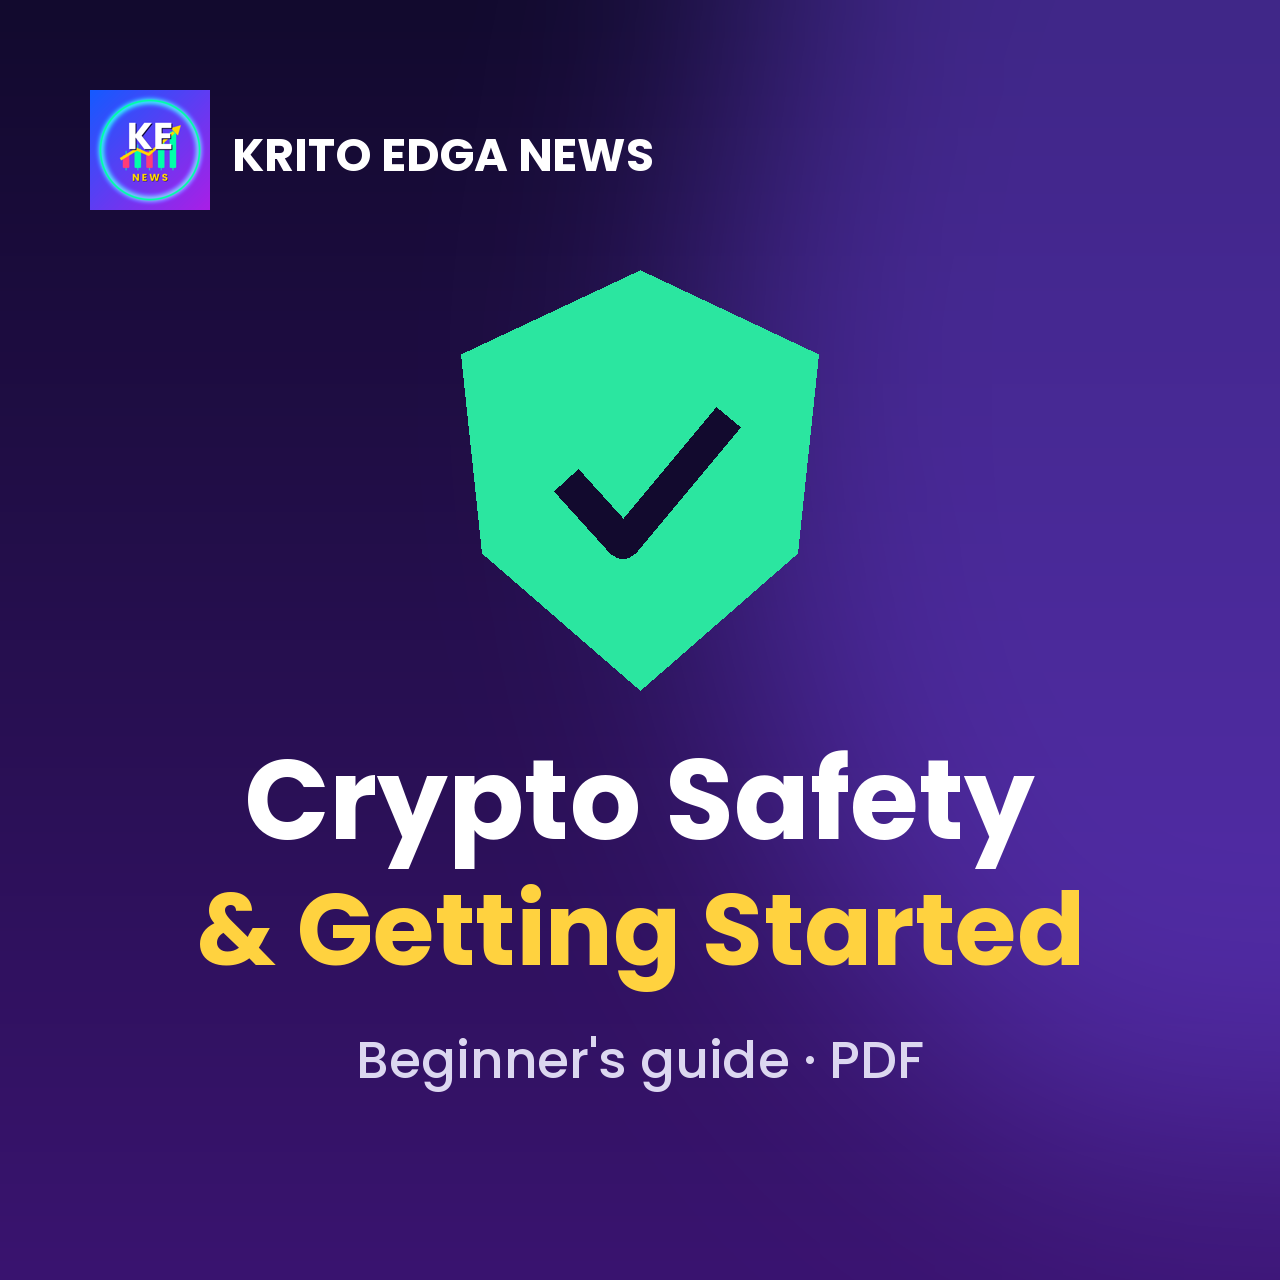 KE
NEWS
KRITO EDGA NEWS
Crypto Safety
& Getting Started
Beginner's guide · PDF